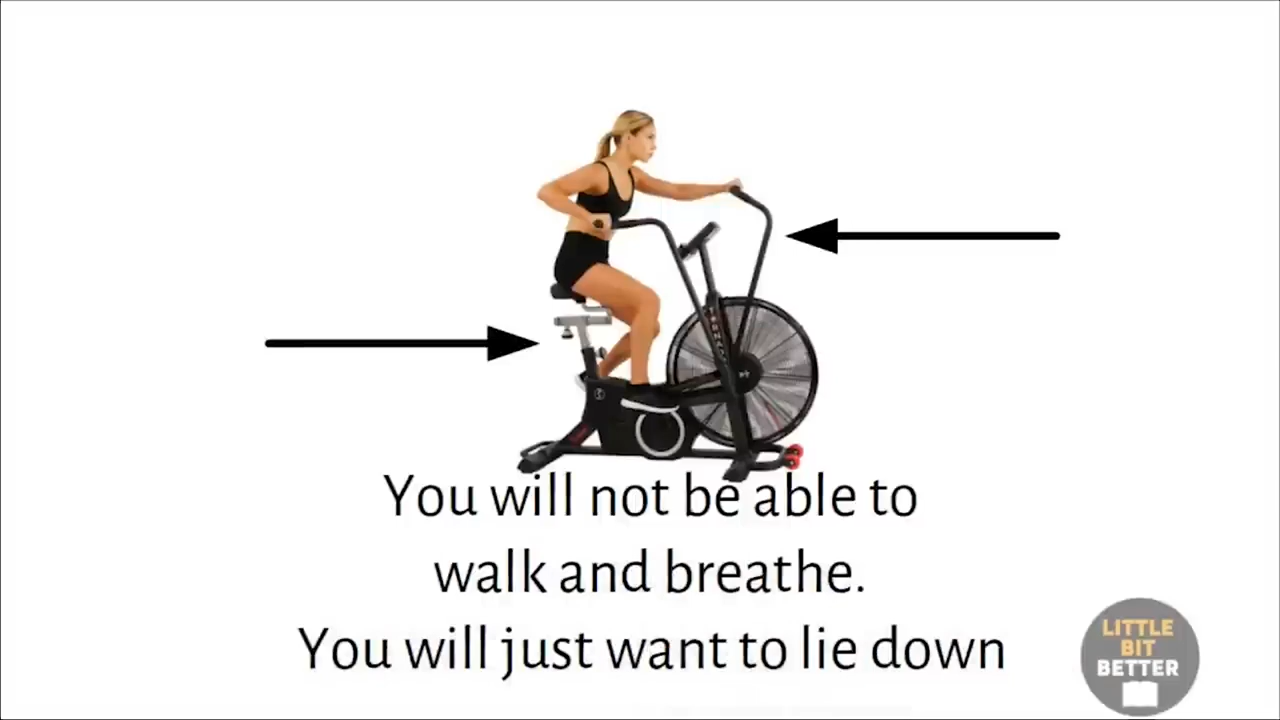 You will not be able to
walk and breathe.
You will just want to lie down
LITTLE
BIT
BETTER